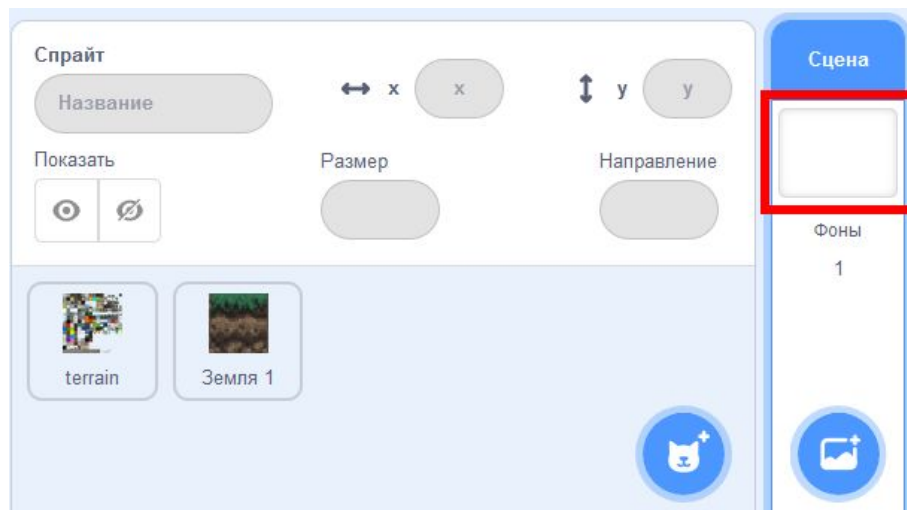 Спрайт
Название
x x
y y
Показать
Размер
Направление
terrain
Земля 1
Сцена
Фоны
1